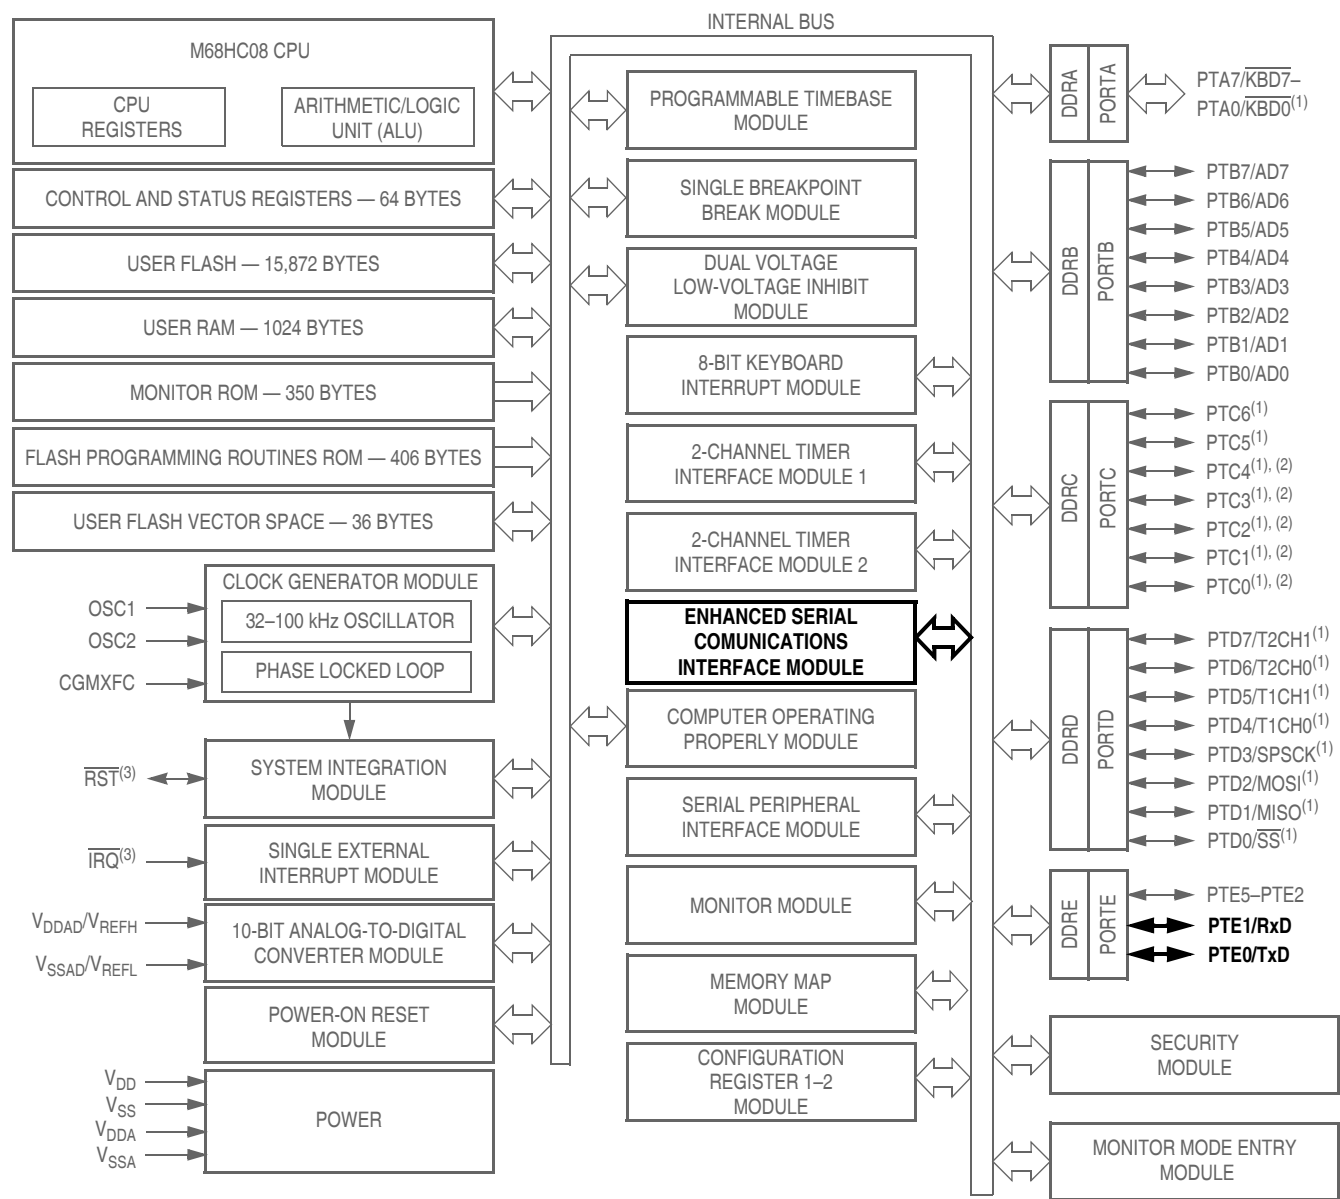 INTERNAL BUS
M68HC08 CPU
CPU
REGISTERS
ARITHMETIC/LOGIC
UNIT (ALU)
CONTROL AND STATUS REGISTERS — 64 BYTES
USER FLASH — 15,872 BYTES
USER RAM — 1024 BYTES
MONITOR ROM — 350 BYTES
FLASH PROGRAMMING ROUTINES ROM — 406 BYTES
USER FLASH VECTOR SPACE — 36 BYTES
CLOCK GENERATOR MODULE
32–100 kHz OSCILLATOR
PHASE LOCKED LOOP
OSC1
OSC2
CGMXFC
SYSTEM INTEGRATION
MODULE
RST(3)
SINGLE EXTERNAL
INTERRUPT MODULE
IRQ(3)
10-BIT ANALOG-TO-DIGITAL
CONVERTER MODULE
VDDAD/VREFH
VSSAD/VREFL
POWER-ON RESET
MODULE
POWER
VDD
VSS
VDDA
VSSA
PROGRAMMABLE TIMEBASE
MODULE
SINGLE BREAKPOINT
BREAK MODULE
DUAL VOLTAGE
LOW-VOLTAGE INHIBIT
MODULE
8-BIT KEYBOARD
INTERRUPT MODULE
2-CHANNEL TIMER
INTERFACE MODULE 1
2-CHANNEL TIMER
INTERFACE MODULE 2
ENHANCED SERIAL
COMUNICATIONS
INTERFACE MODULE
COMPUTER OPERATING
PROPERLY MODULE
SERIAL PERIPHERAL
INTERFACE MODULE
MONITOR MODULE
MEMORY MAP
MODULE
CONFIGURATION
REGISTER 1–2
MODULE
DDRA
PORTA
PTA7/KBD7–
PTA0/KBD0(1)
DDRB
PORTB
PTB7/AD7
PTB6/AD6
PTB5/AD5
PTB4/AD4
PTB3/AD3
PTB2/AD2
PTB1/AD1
PTB0/AD0
DDRC
PORTC
PTC6(1)
PTC5(1)
PTC4(1), (2)
PTC3(1), (2)
PTC2(1), (2)
PTC1(1), (2)
PTC0(1), (2)
DDRD
PORTD
PTD7/T2CH1(1)
PTD6/T2CH0(1)
PTD5/T1CH1(1)
PTD4/T1CH0(1)
PTD3/SPSCK(1)
PTD2/MOSI(1)
PTD1/MISO(1)
PTD0/SS(1)
DDRE
PORTE
PTE5–PTE2
PTE1/RxD
PTE0/TxD
SECURITY
MODULE
MONITOR MODE ENTRY
MODULE